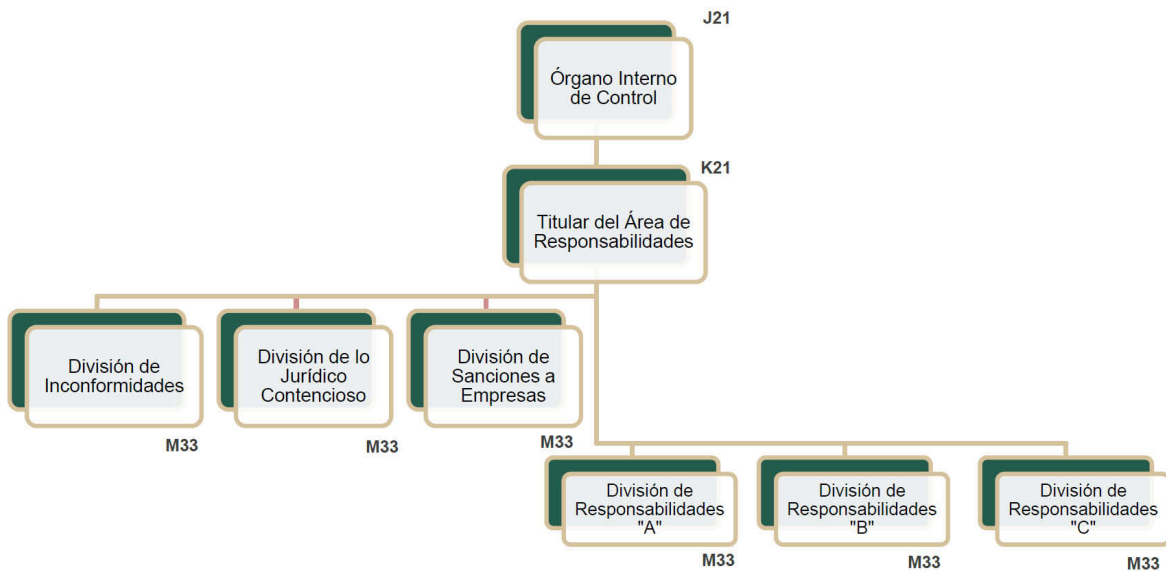 J21
Órgano Interno
de Control
K21
Titular del Área de
Responsabilidades
División de
Inconformidades
M33
División de lo
Jurídico
Contencioso
M33
División de
Sanciones a
Empresas
M33
División de
Responsabilidades
"A"
M33
División de
Responsabilidades
"B"
M33
División de
Responsabilidades
"C"
M33